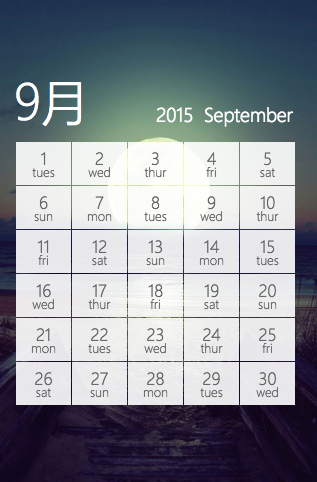 9月
2015 September
1 2 3 4 5
tues wed thur fri sat
6 7 8 9 10
sun mon tues wed thur
11 12 13 14 15
fri sat sun mon tues
16 17 18 19 20
wed thur fri sat sun
21 22 23 24 25
mon tues wed thur fri
26 27 28 29 30
sat sun mon tues wed